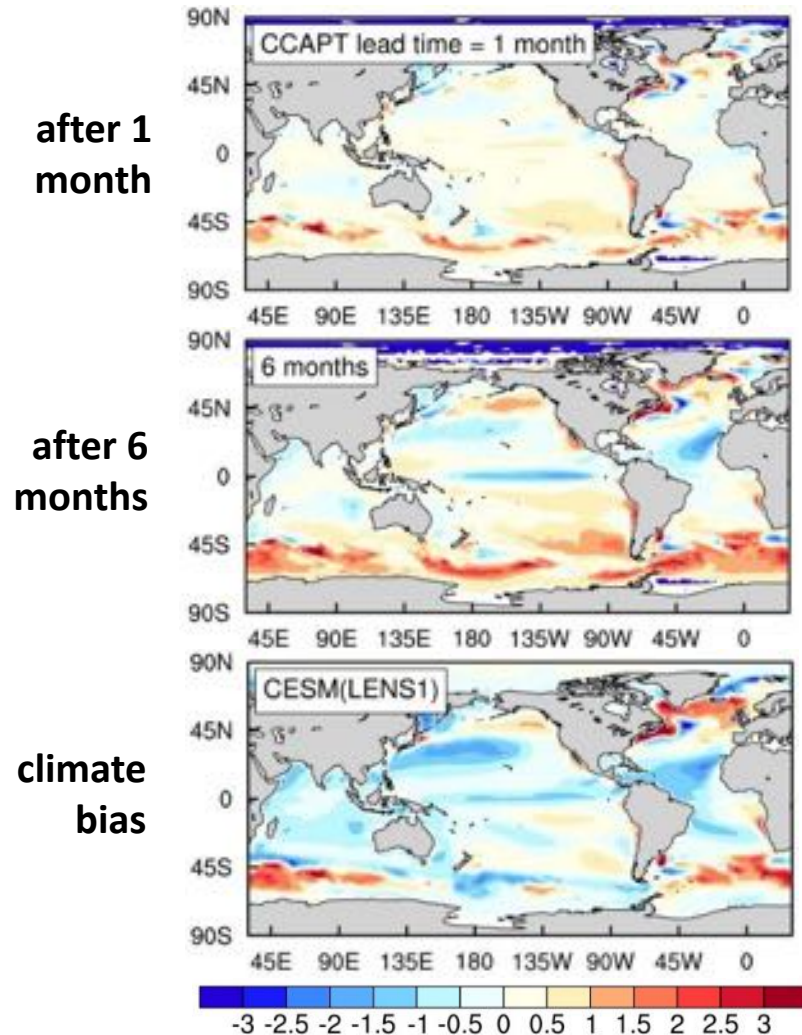 90N
CCAPT lead time = 1 month
45N
after 1
month
0
45S
90S
45E 90E 135E 180 135W 90W 45W 0
90N
6 months
45N
after 6
months
0
45S
90S
45E 90E 135E 180 135W 90W 45W 0
90N
CESM(LENS1)
45N
climate
bias
0
45S
90S
45E 90E 135E 180 135W 90W 45W 0
-3 -2.5 -2 -1.5 -1 -0.5 0 0.5 1 1.5 2 2.5 3